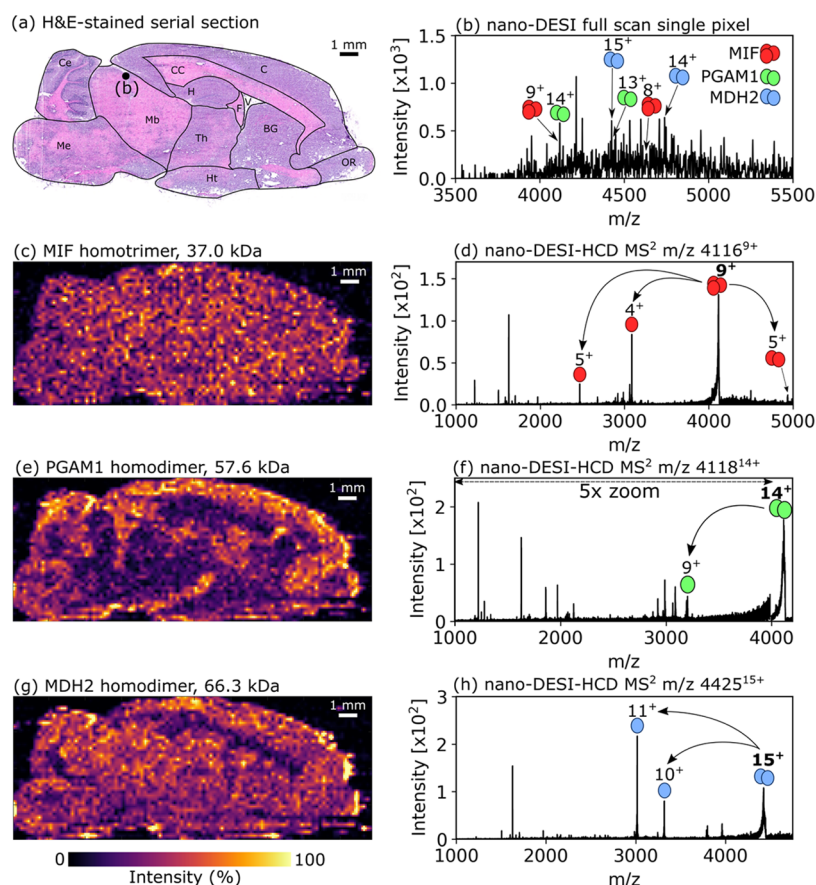 (a) H&E-stained serial section
1 mm
Ce
CC
C
H
(b)
F
V
Mb
Th
BG
Me
Ht
OR
(b) nano-DESI full scan single pixel
Intensity [x10³]
1.5
1.0
0.5
0.0
15⁺
14⁺
MIF
PGAM1
MDH2
9⁺
14⁺
13⁺
8⁺
3500 4000 4500 5000 5500
m/z
(c) MIF homotrimer, 37.0 kDa
1 mm
(d) nano-DESI-HCD MS² m/z 4116⁹⁺
Intensity [x10²]
1.5
1.0
0.5
0.0
9⁺
4⁺
5⁺
5⁺
1000 2000 3000 4000 5000
m/z
(e) PGAM1 homodimer, 57.6 kDa
1 mm
(f) nano-DESI-HCD MS² m/z 4118¹⁴⁺
Intensity [x10²]
2
1
0
5x zoom
14⁺
9⁺
1000 2000 3000 4000
m/z
(g) MDH2 homodimer, 66.3 kDa
1 mm
0 100
Intensity (%)
(h) nano-DESI-HCD MS² m/z 4425¹⁵⁺
Intensity [x10²]
3
2
1
0
11⁺
10⁺
15⁺
1000 2000 3000 4000
m/z